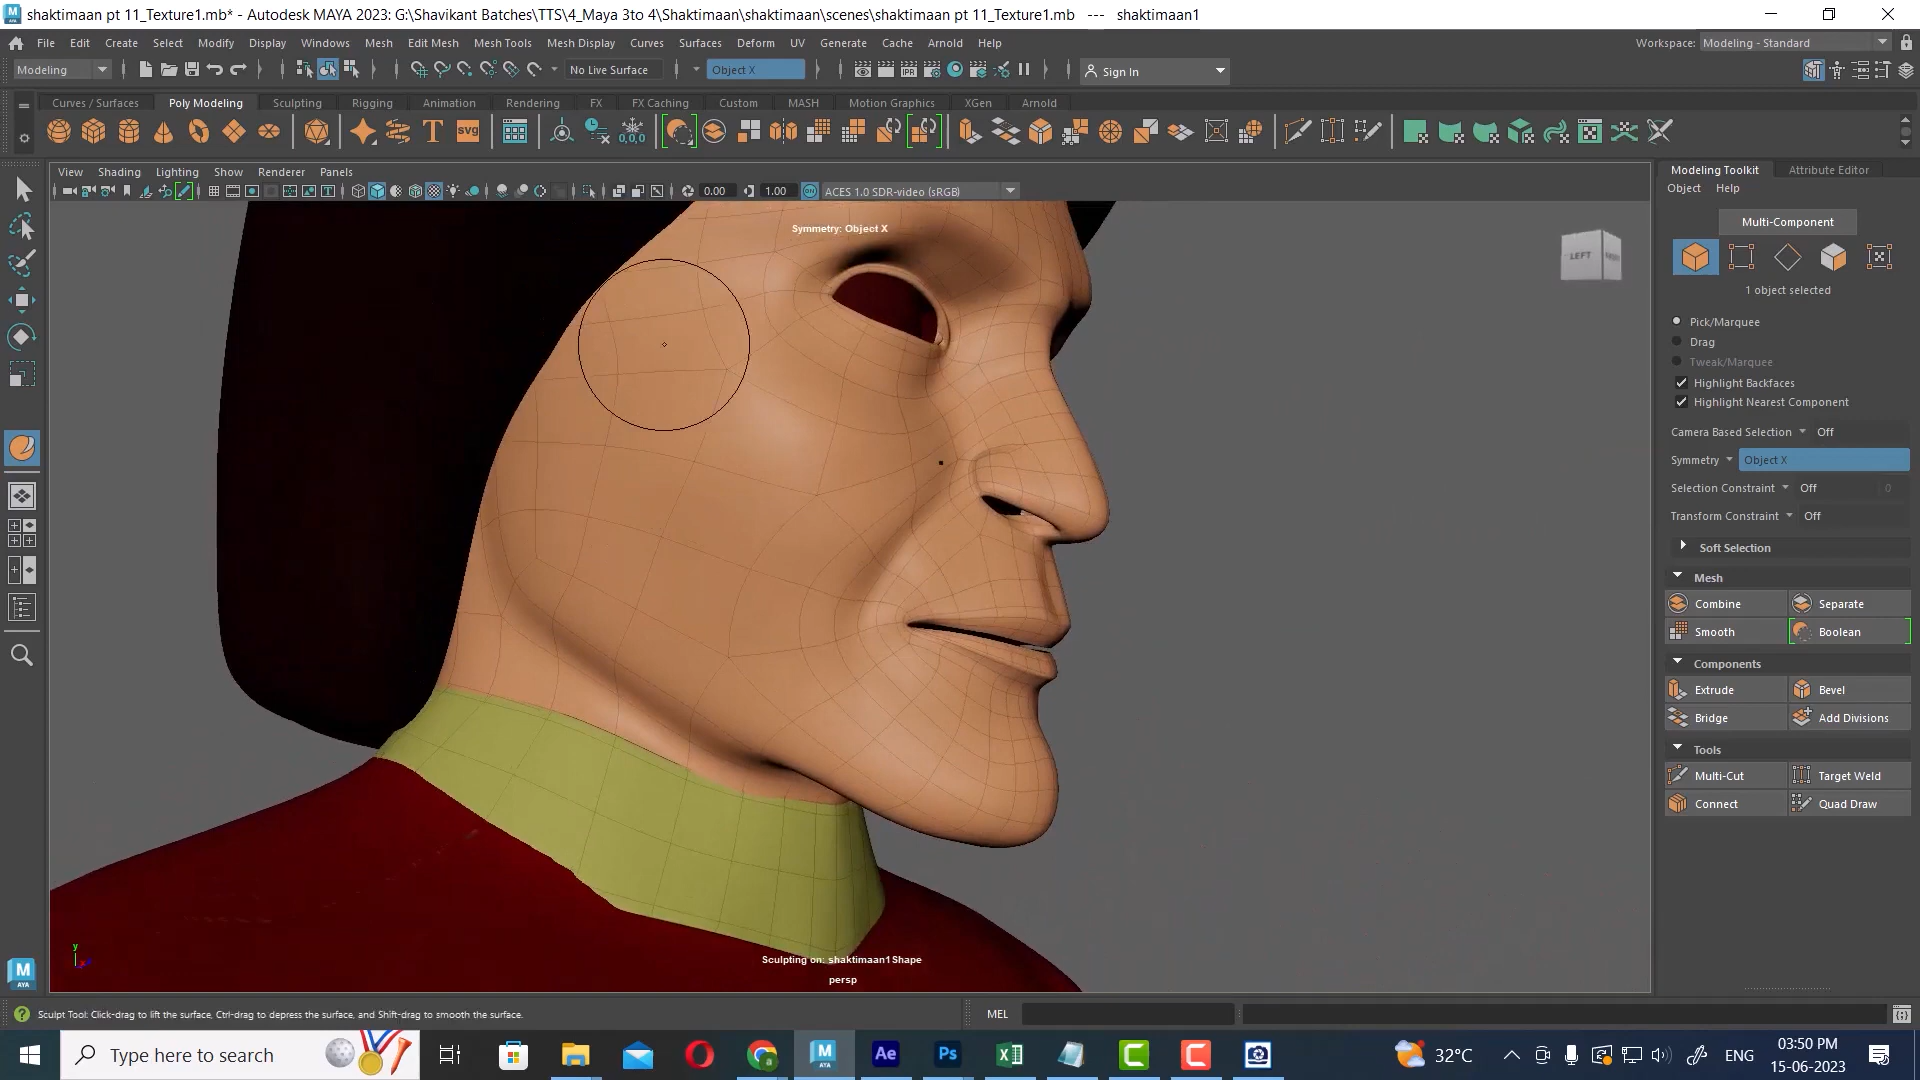 shaktimaan pt 11_Texture1.mb* - Autodesk MAYA 2023: G:\Shavikant Batches\TTS\4_Maya 3to 4\Shaktimaan\shaktimaan\scenes\shaktimaan pt 11_Texture1.mb --- shaktimaan1
File Edit Create Select Modify Display Windows Mesh Edit Mesh Mesh Tools Mesh Display Curves Surfaces Deform UV Generate Cache Arnold Help
Workspace: Modeling - Standard
Modeling
No Live Surface
Object X
Sign In
Curves / Surfaces Poly Modeling Sculpting Rigging Animation Rendering FX FX Caching Custom MASH Motion Graphics XGen Arnold
View Shading Lighting Show Renderer Panels
0.00 1.00 ACES 1.0 SDR-video (sRGB)
Symmetry: Object X
LEFT
Sculpting on: shaktimaan1Shape
persp
y
Modeling Toolkit Attribute Editor
Object Help
Multi-Component
1 object selected
Pick/Marquee
Drag
Tweak/Marquee
Highlight Backfaces
Highlight Nearest Component
Camera Based Selection Off
Symmetry Object X
Selection Constraint Off 0
Transform Constraint Off
Soft Selection
Mesh
Combine Separate
Smooth Boolean
Components
Extrude Bevel
Bridge Add Divisions
Tools
Multi-Cut Target Weld
Connect Quad Draw
Sculpt Tool: Click-drag to lift the surface, Ctrl-drag to depress the surface, and Shift-drag to smooth the surface.
MEL
Type here to search
32°C
ENG
03:50 PM
15-06-2023